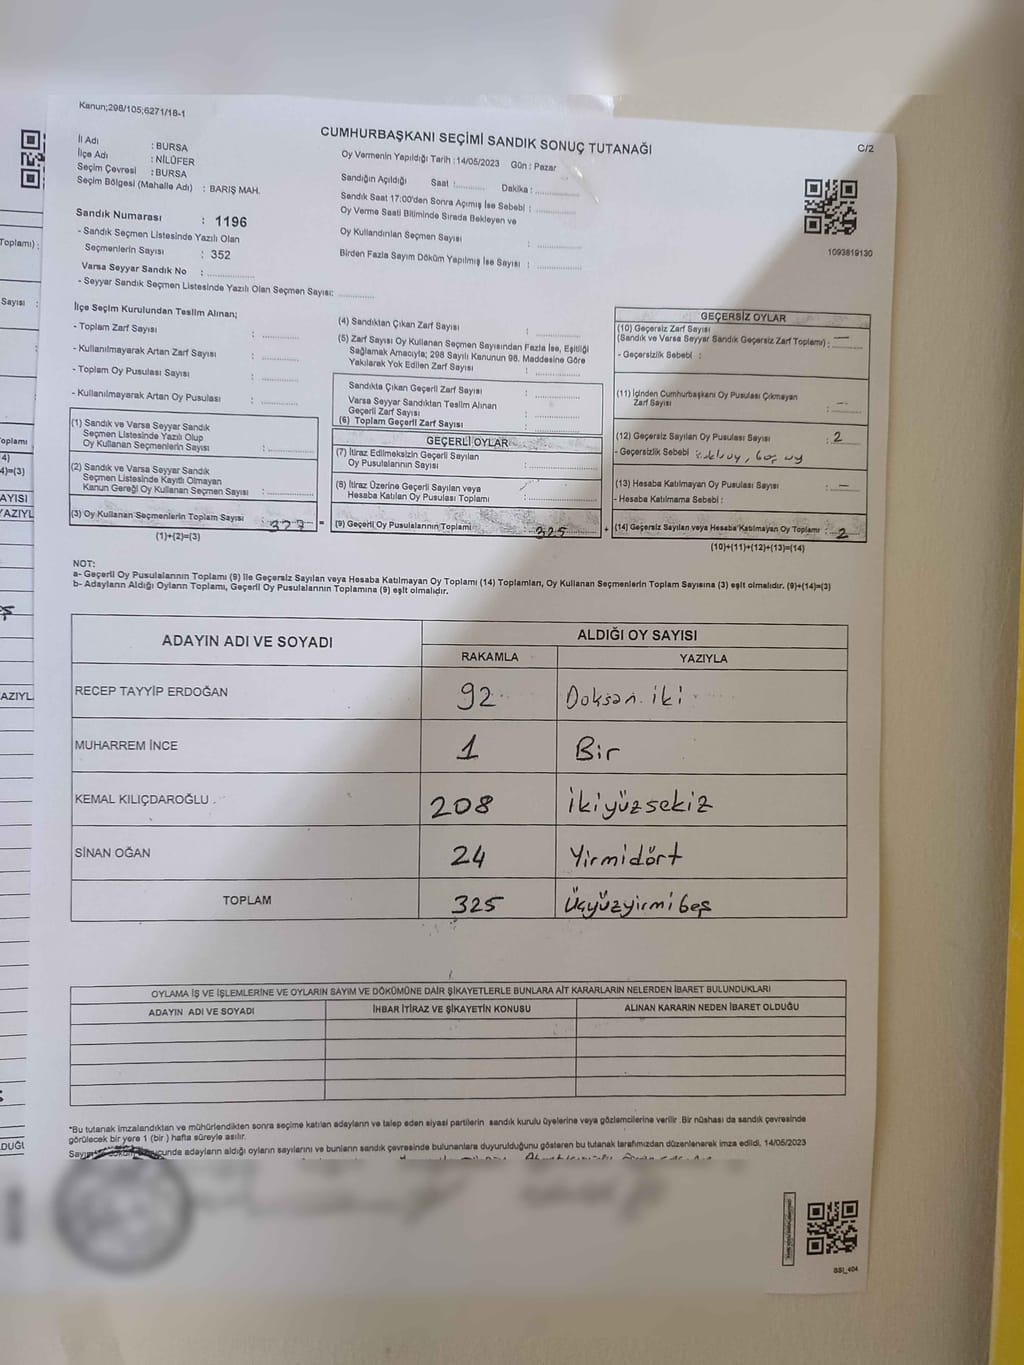 Kanun;298/105;6271/18-1
CUMHURBAŞKANI SEÇİMİ SANDIK SONUÇ TUTANAĞI
C/2
İl Adı : BURSA
İlçe Adı : NİLÜFER
Seçim Çevresi : BURSA
Seçim Bölgesi (Mahalle Adı) : BARIŞ MAH.
Sandık Numarası : 1196
- Sandık Seçmen Listesinde Yazılı Olan
Seçmenlerin Sayısı : 352
Varsa Seyyar Sandık No : ............
- Seyyar Sandık Seçmen Listesinde Yazılı Olan Seçmen Sayısı: ............
Oy Vermenin Yapıldığı Tarih : 14/05/2023 Gün : Pazar
Sandığın Açıldığı Saat :.......... Dakika : ............
Sandık Saat 17:00'den Sonra Açımış İse Sebebi : ............
Oy Verme Saati Bitiminde Sırada Bekleyen ve
Oy Kullandırılan Seçmen Sayısı : ............
Birden Fazla Sayım Döküm Yapılmış İse Sayısı : ............
1093819130
İlçe Seçim Kurulundan Teslim Alınan;
- Toplam Zarf Sayısı : ............
- Kullanılmayarak Artan Zarf Sayısı : ............
- Toplam Oy Pusulası Sayısı : ............
- Kullanılmayarak Artan Oy Pusulası : ............
(1) Sandık ve Varsa Seyyar Sandık
Seçmen Listesinde Yazılı Olup
Oy Kullanan Seçmenlerin Sayısı : ............
(2) Sandık ve Varsa Seyyar Sandık
Seçmen Listesinde Kayıtlı Olmayan
Kanun Gereği Oy Kullanan Seçmen Sayısı : ............
(3) Oy Kullanan Seçmenlerin Toplam Sayısı : 327 =
(1)+(2)=(3)
(4) Sandıktan Çıkan Zarf Sayısı : ............
(5) Zarf Sayısı Oy Kullanan Seçmen Sayısından Fazla İse, Eşitliği
Sağlamak Amacıyla; 298 Sayılı Kanunun 98. Maddesine Göre
Yakılarak Yok Edilen Zarf Sayısı : ............
Sandıkta Çıkan Geçerli Zarf Sayısı : ............
Varsa Seyyar Sandıktan Teslim Alınan
Geçerli Zarf Sayısı : ............
(6) Toplam Geçerli Zarf Sayısı : ............
GEÇERLİ OYLAR
(7) İtiraz Edilmeksizin Geçerli Sayılan
Oy Pusulalarının Sayısı : ............
(8) İtiraz Üzerine Geçerli Sayılan veya
Hesaba Katılan Oy Pusulası Toplamı : ............
(9) Geçerli Oy Pusulalarının Toplamı : 325 +
GEÇERSİZ OYLAR
(10) Geçersiz Zarf Sayısı
(Sandık ve Varsa Seyyar Sandık Geçersiz Zarf Toplamı) : —
- Geçersizlik Sebebi :
(11) İçinden Cumhurbaşkanı Oy Pusulası Çıkmayan
Zarf Sayısı : —
(12) Geçersiz Sayılan Oy Pusulası Sayısı : 2
- Geçersizlik Sebebi boş oy
(13) Hesaba Katılmayan Oy Pusulası Sayısı : —
- Hesaba Katılmama Sebebi :
(14) Geçersiz Sayılan veya Hesaba Katılmayan Oy Toplamı : 2
(10)+(11)+(12)+(13)=(14)
NOT:
a- Geçerli Oy Pusulalarının Toplamı (9) ile Geçersiz Sayılan veya Hesaba Katılmayan Oy Toplamı (14) Toplamları, Oy Kullanan Seçmenlerin Toplam Sayısına (3) eşit olmalıdır. (9)+(14)=(3)
b- Adayların Aldığı Oyların Toplamı, Geçerli Oy Pusulalarının Toplamına (9) eşit olmalıdır.
ADAYIN ADI VE SOYADI ALDIĞI OY SAYISI
RAKAMLA YAZIYLA
RECEP TAYYİP ERDOĞAN 92 Doksan iki
MUHARREM İNCE 1 Bir
KEMAL KILIÇDAROĞLU 208 İkiyüzsekiz
SİNAN OĞAN 24 Yirmidört
TOPLAM 325 Üçyüzyirmibeş
OYLAMA İŞ VE İŞLEMLERİNE VE OYLARIN SAYIM VE DÖKÜMÜNE DAİR ŞİKAYETLERLE BUNLARA AİT KARARLARIN NELERDEN İBARET BULUNDUKLARI
ADAYIN ADI VE SOYADI İHBAR İTİRAZ VE ŞİKAYETİN KONUSU ALINAN KARARIN NEDEN İBARET OLDUĞU
*Bu tutanak imzalandıktan ve mühürlendikten sonra seçime katılan adayların ve talep eden siyasi partilerin sandık kurulu üyelerine veya gözlemcilerine verilir. Bir nüshası da sandık çevresinde
görülecek bir yere 1 (bir ) hafta süreyle asılır.
adayların aldığı oyların sayılarını ve bunların sandık çevresinde bulunanlara duyurulduğunu gösteren bu tutanak tarafımızdan düzenlenerek imza edildi, 14/05/2023
SSİ_404